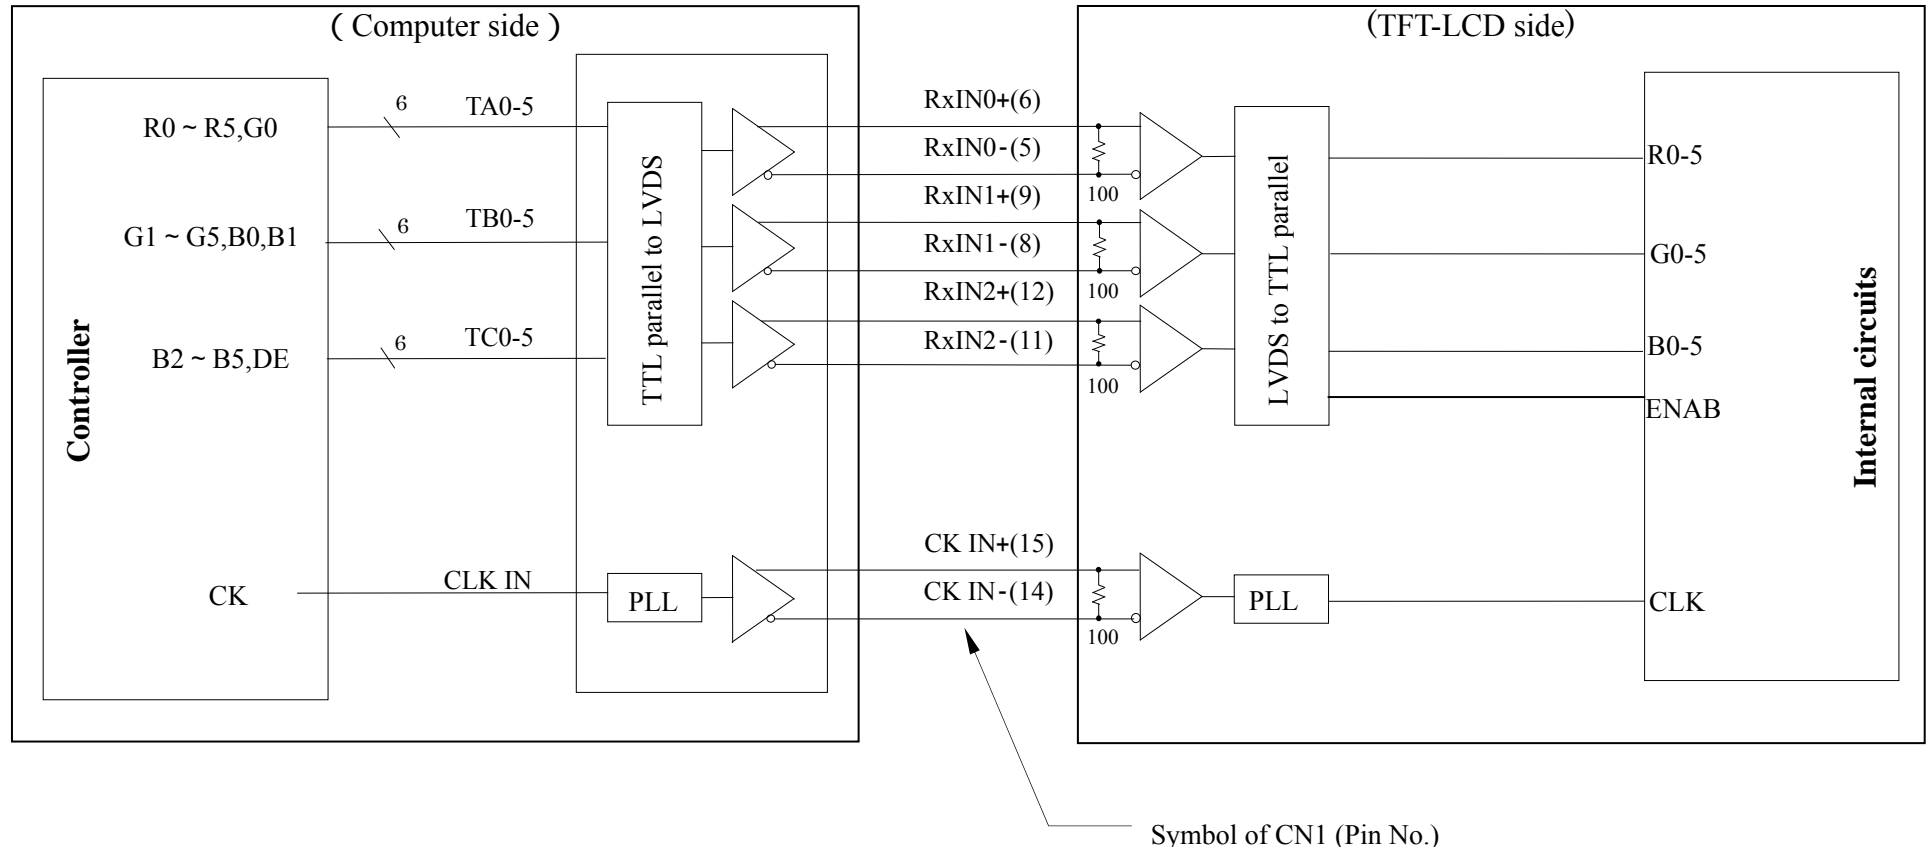 ( Computer side )
(TFT-LCD side)
Controller
R0 ~ R5,G0
6
TA0-5
G1 ~ G5,B0,B1
6
TB0-5
B2 ~ B5,DE
6
TC0-5
CK
CLK IN
TTL parallel to LVDS
PLL
RxIN0+(6)
RxIN0-(5)
100
RxIN1+(9)
RxIN1-(8)
100
RxIN2+(12)
RxIN2-(11)
100
CK IN+(15)
CK IN-(14)
100
LVDS to TTL parallel
PLL
R0-5
G0-5
B0-5
ENAB
CLK
Internal circuits
Symbol of CN1 (Pin No.)